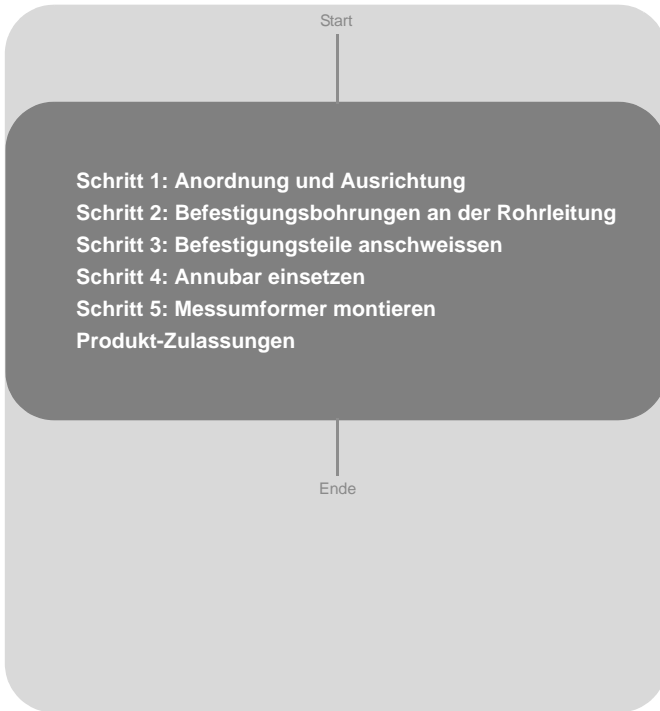 Start
Schritt 1: Anordnung und Ausrichtung
Schritt 2: Befestigungsbohrungen an der Rohrleitung
Schritt 3: Befestigungsteile anschweissen
Schritt 4: Annubar einsetzen
Schritt 5: Messumformer montieren
Produkt-Zulassungen
Ende